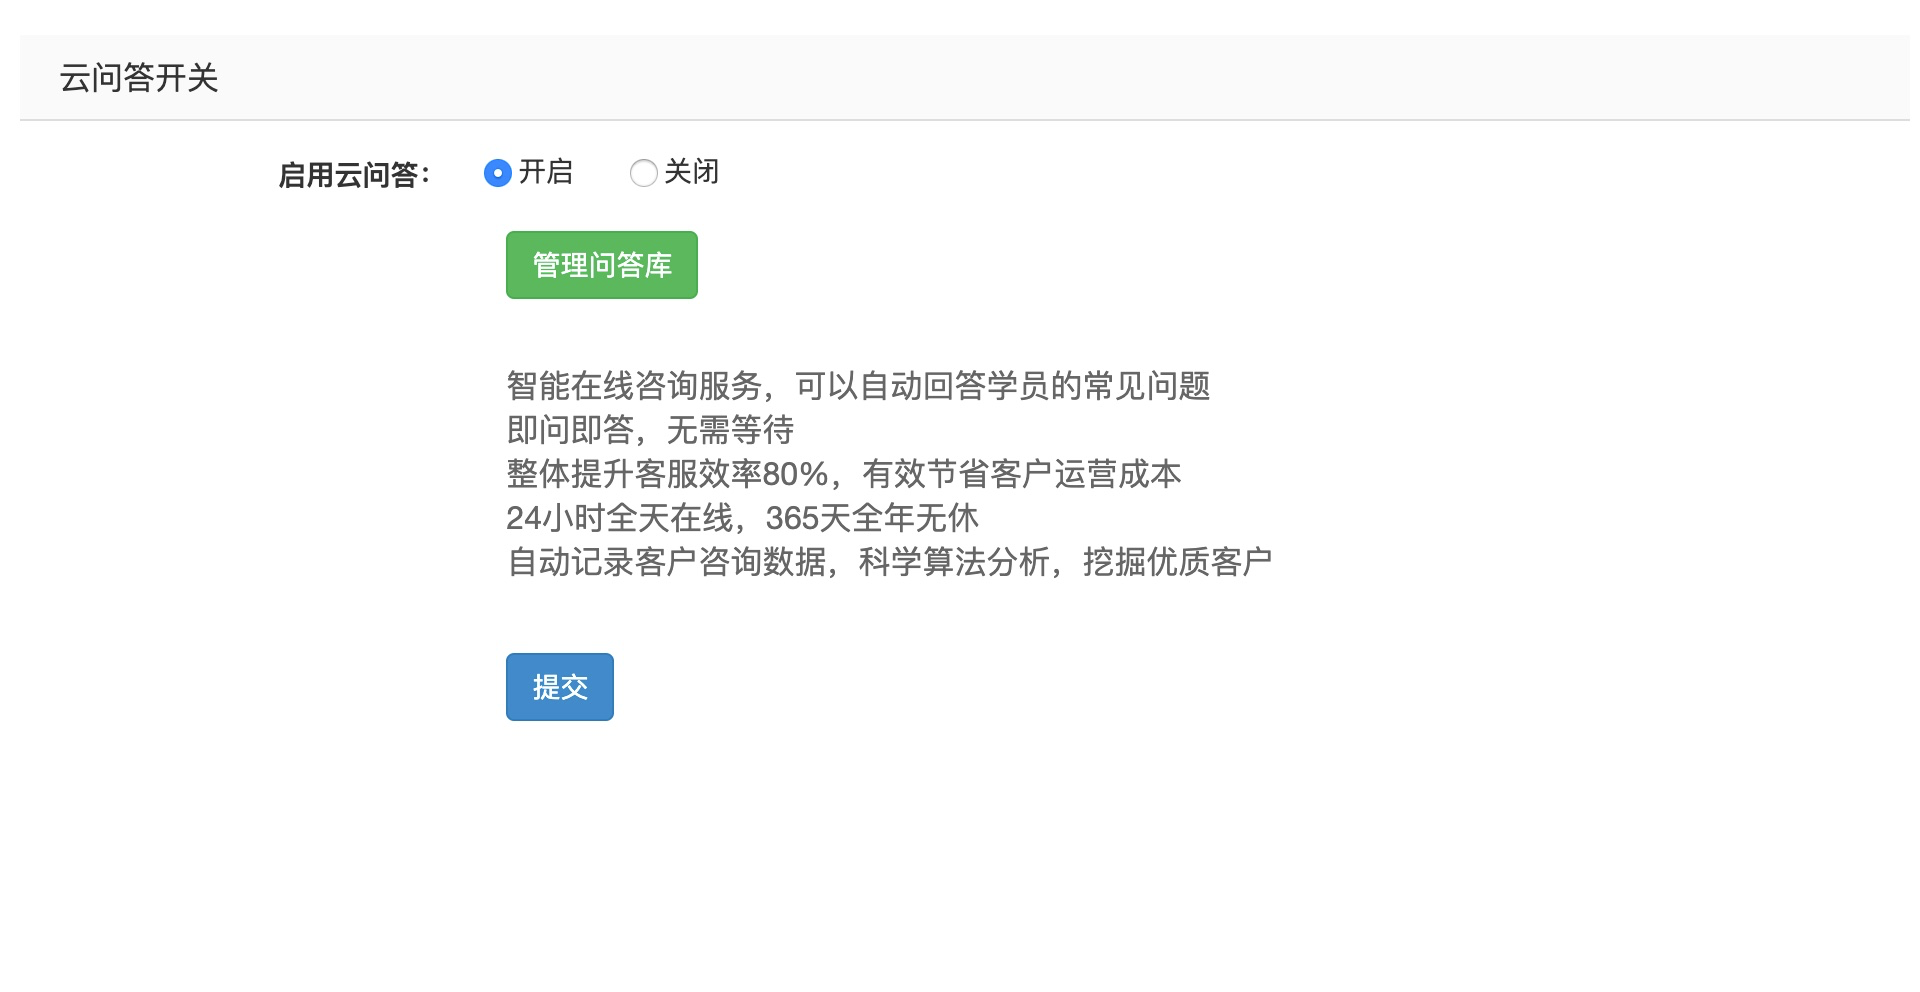 云问答开关
启用云问答： 开启 关闭
管理问答库
智能在线咨询服务，可以自动回答学员的常见问题
即问即答，无需等待
整体提升客服效率80%，有效节省客户运营成本
24小时全天在线，365天全年无休
自动记录客户咨询数据，科学算法分析，挖掘优质客户
提交